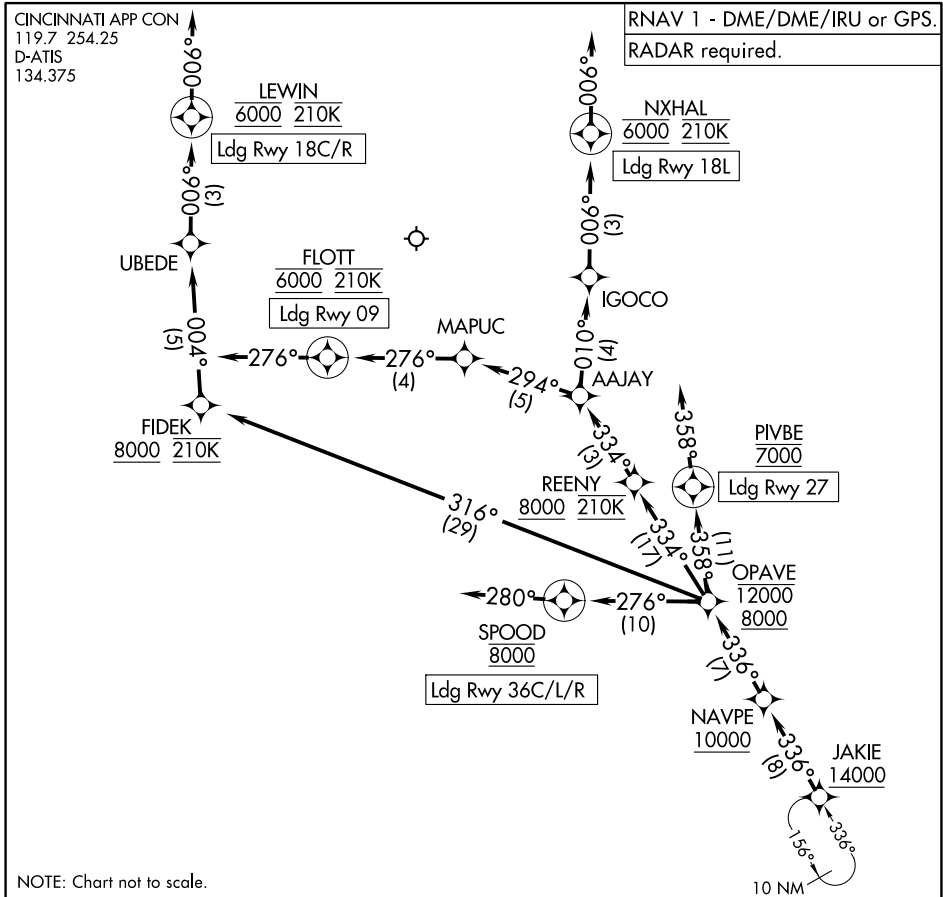 CINCINNATI APP CON
119.7 254.25
D-ATIS
134.375
RNAV 1 - DME/DME/IRU or GPS.
RADAR required.
006°
LEWIN
6000 210K
Ldg Rwy 18C/R
006°
(3)
UBEDE
004°
(5)
FIDEK
8000 210K
006°
NXHAL
6000 210K
Ldg Rwy 18L
006°
(3)
IGOCO
010°
(4)
AAJAY
FLOTT
6000 210K
Ldg Rwy 09
276°
276°
(4)
MAPUC
294°
(5)
334°
(3)
REENY
8000 210K
334°
(17)
358°
PIVBE
7000
Ldg Rwy 27
358°
(11)
316°
(29)
OPAVE
12000
8000
280°
276°
(10)
SPOOD
8000
Ldg Rwy 36C/L/R
336°
(7)
NAVPE
10000
336°
(8)
JAKIE
14000
336°
156°
10 NM
NOTE: Chart not to scale.